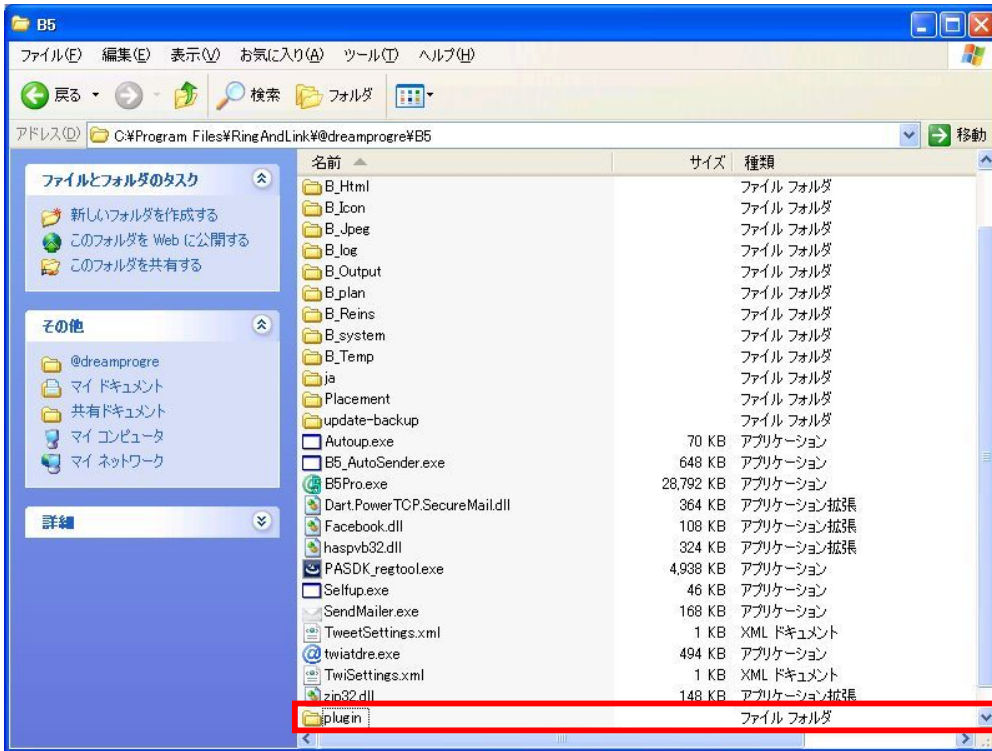 B5
ファイル(F) 編集(E) 表示(V) お気に入り(A) ツール(T) ヘルプ(H)
戻る 検索 フォルダ
アドレス(D) C:¥Program Files¥RingAndLink¥@dreamprogre¥B5 移動
ファイルとフォルダのタスク
新しいフォルダを作成する
このフォルダを Web に公開する
このフォルダを共有する
その他
@dreamprogre
マイ ドキュメント
共有ドキュメント
マイ コンピュータ
マイ ネットワーク
詳細
名前 サイズ 種類
B_Html ファイル フォルダ
B_Icon ファイル フォルダ
B_Jpeg ファイル フォルダ
B_log ファイル フォルダ
B_Output ファイル フォルダ
B_plan ファイル フォルダ
B_Reins ファイル フォルダ
B_system ファイル フォルダ
B_Temp ファイル フォルダ
ja ファイル フォルダ
Placement ファイル フォルダ
update-backup ファイル フォルダ
Autoup.exe 70 KB アプリケーション
B5_AutoSender.exe 648 KB アプリケーション
B5Pro.exe 28,792 KB アプリケーション
Dart.PowerTCP.SecureMail.dll 364 KB アプリケーション拡張
Facebook.dll 108 KB アプリケーション拡張
haspvb32.dll 324 KB アプリケーション拡張
PASDK_regtool.exe 4,938 KB アプリケーション
Selfup.exe 46 KB アプリケーション
SendMailer.exe 168 KB アプリケーション
TweetSettings.xml 1 KB XML ドキュメント
twiatdre.exe 494 KB アプリケーション
TwiSettings.xml 1 KB XML ドキュメント
zip32.dll 148 KB アプリケーション拡張
plugin ファイル フォルダ